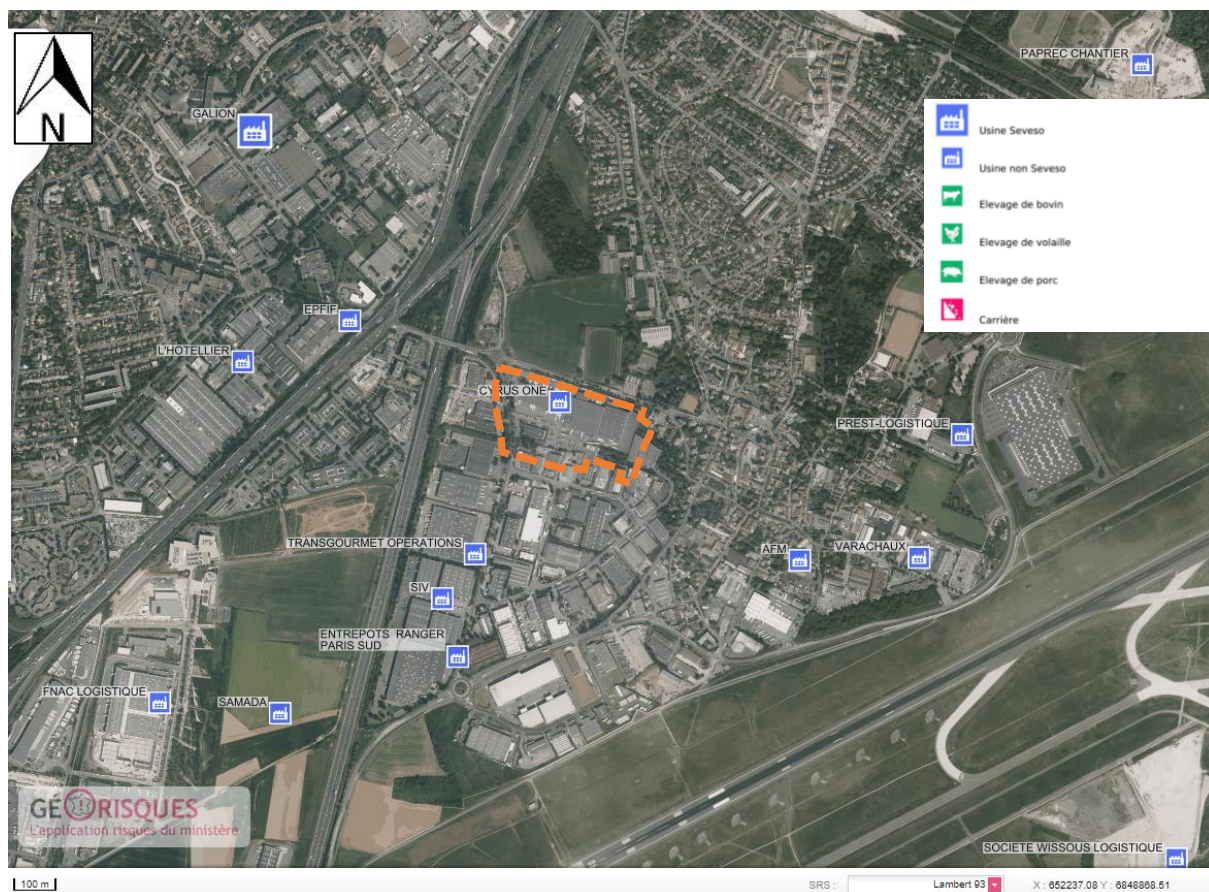 N
PAPREC CHANTIER
GALION
Usine Seveso
Usine non Seveso
Elevage de bovin
Elevage de volaille
Elevage de porc
Carrière
EPFIF
L'HOTELLIER
CYRUS ONE
PREST-LOGISTIQUE
TRANSGOURMET OPERATIONS
AFM
VARACHAUX
SIV
ENTREPOTS RANGER
PARIS SUD
FNAC LOGISTIQUE
SAMADA
GÉORISQUES
L'application risques du ministère
SOCIETE WISSOUS LOGISTIQUE
100 m
SRS :
Lambert 93
X : 652237.08 Y : 6848868.51